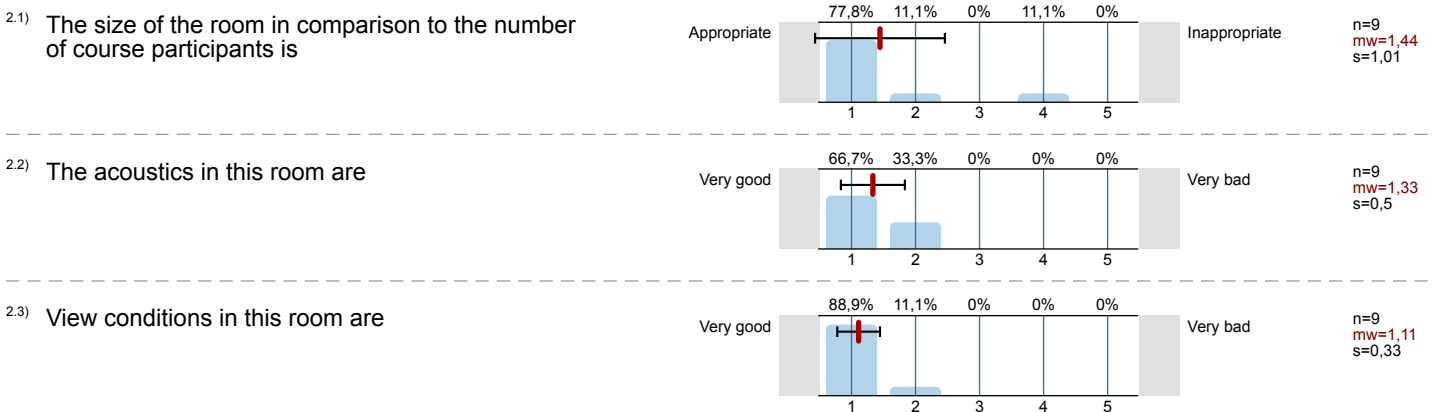 2.1) The size of the room in comparison to the number
of course participants is
77,8% 11,1% 0% 11,1% 0%
Appropriate
Inappropriate
n=9
mw=1,44
s=1,01
1 2 3 4 5
2.2) The acoustics in this room are
66,7% 33,3% 0% 0% 0%
Very good
Very bad
n=9
mw=1,33
s=0,5
1 2 3 4 5
2.3) View conditions in this room are
88,9% 11,1% 0% 0% 0%
Very good
Very bad
n=9
mw=1,11
s=0,33
1 2 3 4 5